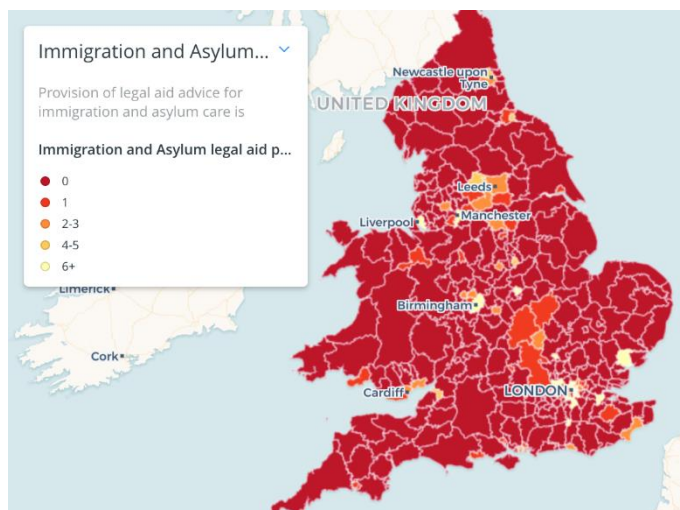 Immigration and Asylum...
Provision of legal aid advice for
immigration and asylum care is
Immigration and Asylum legal aid p...
0
1
2-3
4-5
6+
Newcastle upon
Tyne
UNITED KINGDOM
Leeds
Liverpool
Manchester
Limerick
Birmingham
Cork
Cardiff
LONDON